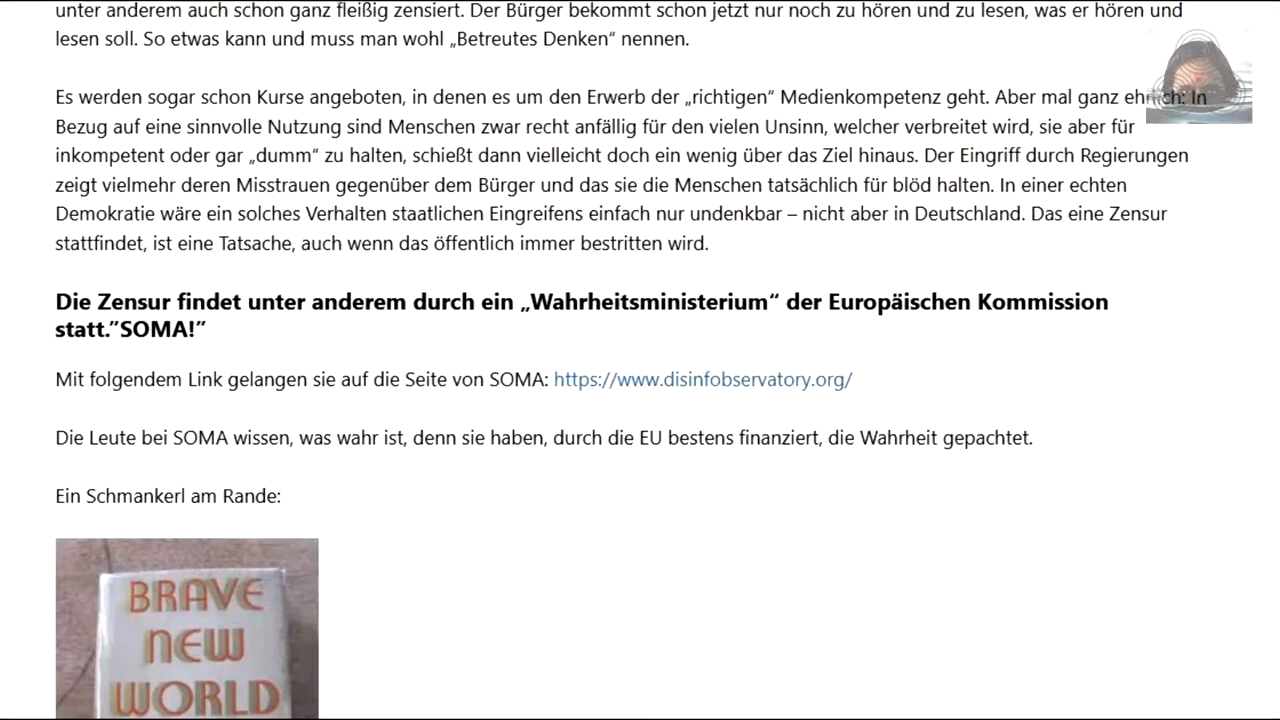 unter anderem auch schon ganz fleißig zensiert. Der Bürger bekommt schon jetzt nur noch zu hören und zu lesen, was er hören und
lesen soll. So etwas kann und muss man wohl „Betreutes Denken“ nennen.
Es werden sogar schon Kurse angeboten, in denen es um den Erwerb der „richtigen“ Medienkompetenz geht. Aber mal ganz ehrlich: In
Bezug auf eine sinnvolle Nutzung sind Menschen zwar recht anfällig für den vielen Unsinn, welcher verbreitet wird, sie aber für
inkompetent oder gar „dumm“ zu halten, schießt dann vielleicht doch ein wenig über das Ziel hinaus. Der Eingriff durch Regierungen
zeigt vielmehr deren Misstrauen gegenüber dem Bürger und das sie die Menschen tatsächlich für blöd halten. In einer echten
Demokratie wäre ein solches Verhalten staatlichen Eingreifens einfach nur undenkbar – nicht aber in Deutschland. Das eine Zensur
stattfindet, ist eine Tatsache, auch wenn das öffentlich immer bestritten wird.
Die Zensur findet unter anderem durch ein „Wahrheitsministerium“ der Europäischen Kommission
statt.”SOMA!”
Mit folgendem Link gelangen sie auf die Seite von SOMA: https://www.disinfobservatory.org/
Die Leute bei SOMA wissen, was wahr ist, denn sie haben, durch die EU bestens finanziert, die Wahrheit gepachtet.
Ein Schmankerl am Rande:
BRAVE
NEW
WORLD